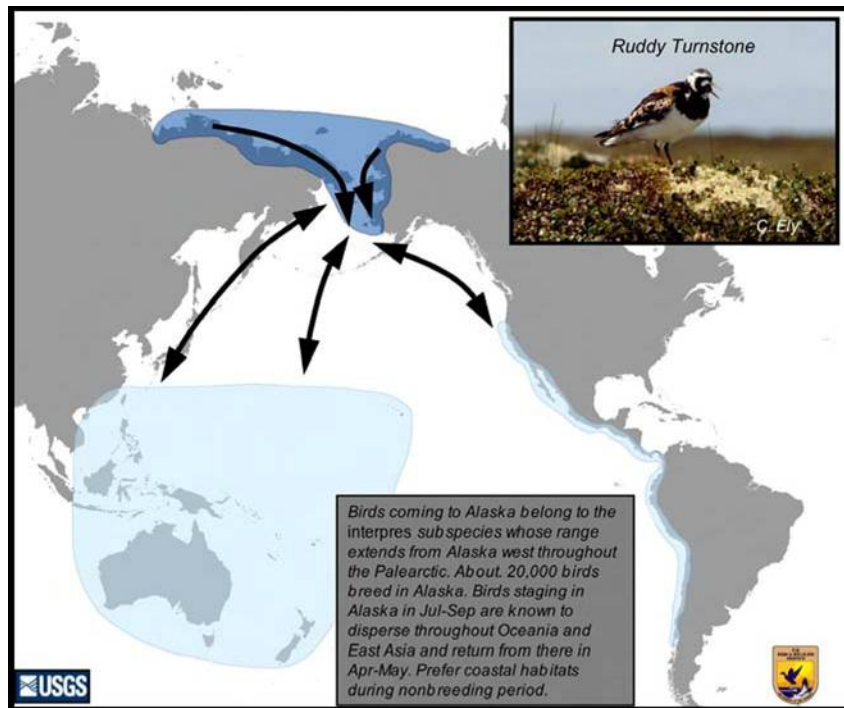 Ruddy Turnstone
C. Ely
Birds coming to Alaska belong to the
interpres subspecies whose range
extends from Alaska west throughout
the Palearctic. About. 20,000 birds
breed in Alaska. Birds staging in
Alaska in Jul-Sep are known to
disperse throughout Oceania and
East Asia and return from there in
Apr-May. Prefer coastal habitats
during nonbreeding period.
USGS